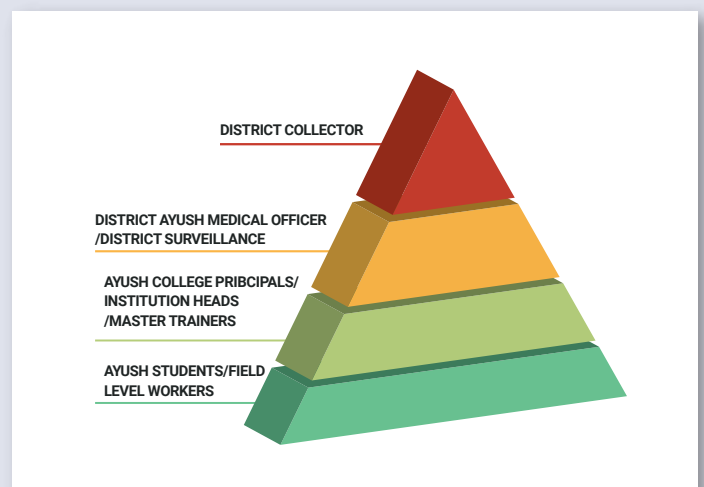 DISTRICT COLLECTOR
DISTRICT AYUSH MEDICAL OFFICER
/DISTRICT SURVEILLANCE
AYUSH COLLEGE PRIBCIPALS/
INSTITUTION HEADS
/MASTER TRAINERS
AYUSH STUDENTS/FIELD
LEVEL WORKERS